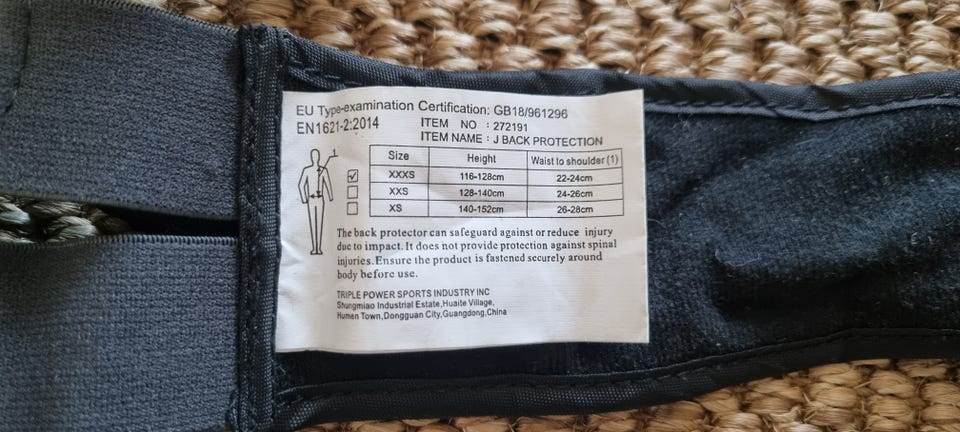 EU Type-examination Certification: GB18/961296
EN1621-2:2014
ITEM NO : 272191
ITEM NAME : J BACK PROTECTION
Size Height Waist to shoulder (1)
XXXS 116-128cm 22-24cm
XXS 128-140cm 24-26cm
XS 140-152cm 26-28cm
1
The back protector can safeguard against or reduce injury
due to impact. It does not provide protection against spinal
injuries. Ensure the product is fastened securely around
body before use.
TRIPLE POWER SPORTS INDUSTRY INC
Shungmiao Industrial Estate,Huaite Village,
Humen Town,Dongguan City,Guangdong,China